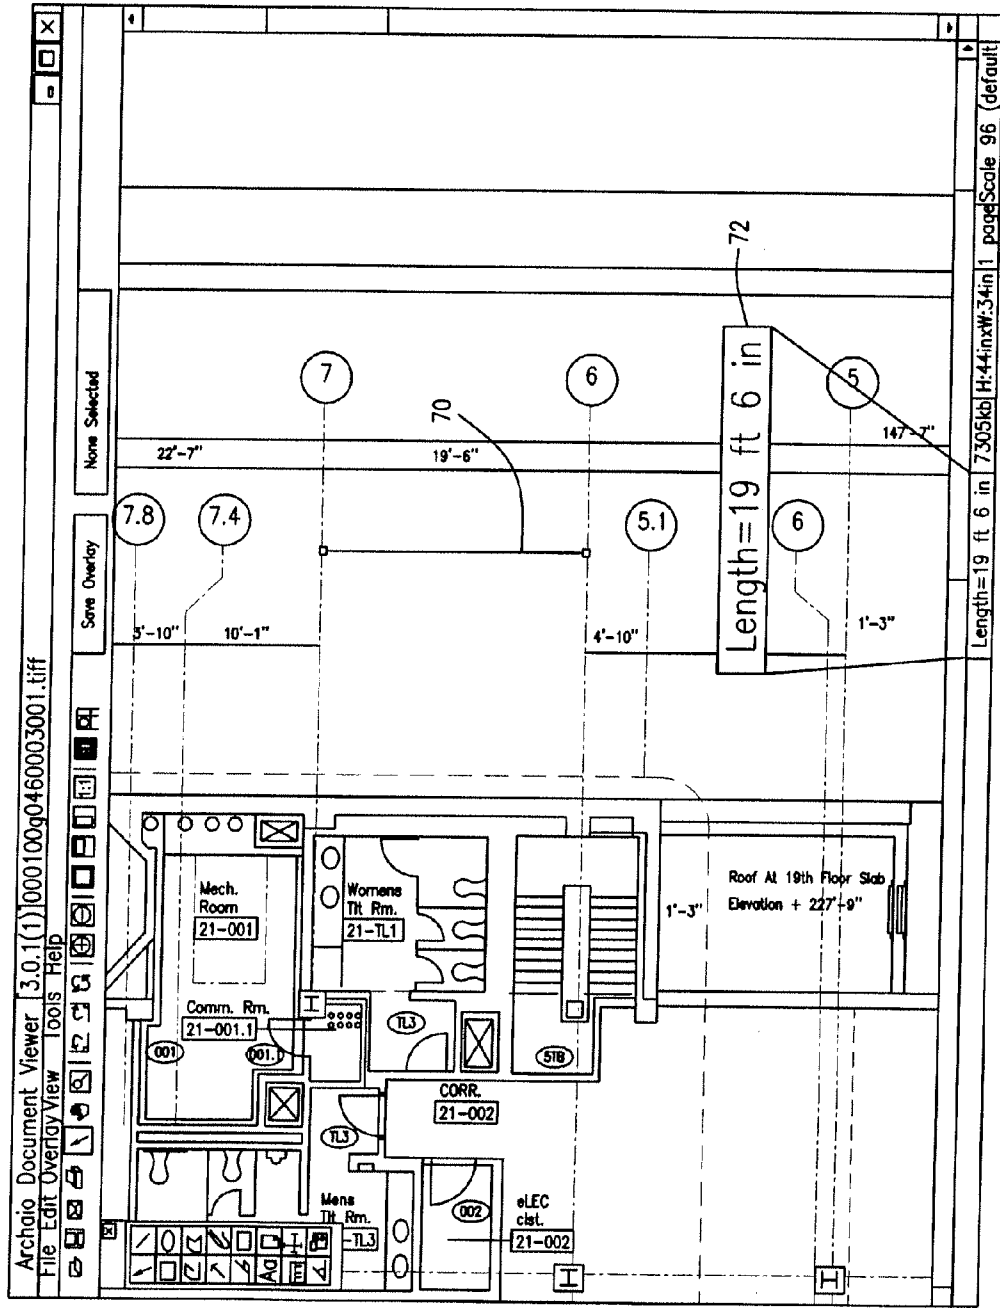 Archaio Document Viewer [3.0.1(1)]000100g0460003001.tiff
File Edit Overlay View Tools Help
1:1
Save Overlay
None Selected
7.8
22'-7"
3'-10"
7.4
10'-1"
7
19'-6"
70
6
4'-10"
5.1
Length=19 ft 6 in
72
6
5
147'-7"
1'-3"
Mech.
Room
21-001
Comm. Rm.
21-001.1
001
Womens
Tlt Rm.
21-TL1
TL3
TL3
Mens
Tlt Rm.
-TL3
CORR.
21-002
002
eLEC
clst.
21-002
1'-3"
Roof At 19th Floor Slab
Elevation + 227'-9"
Aa
Length=19 ft 6 in
7305kb
H:44inxW:34in
1 page
Scale 96 (default